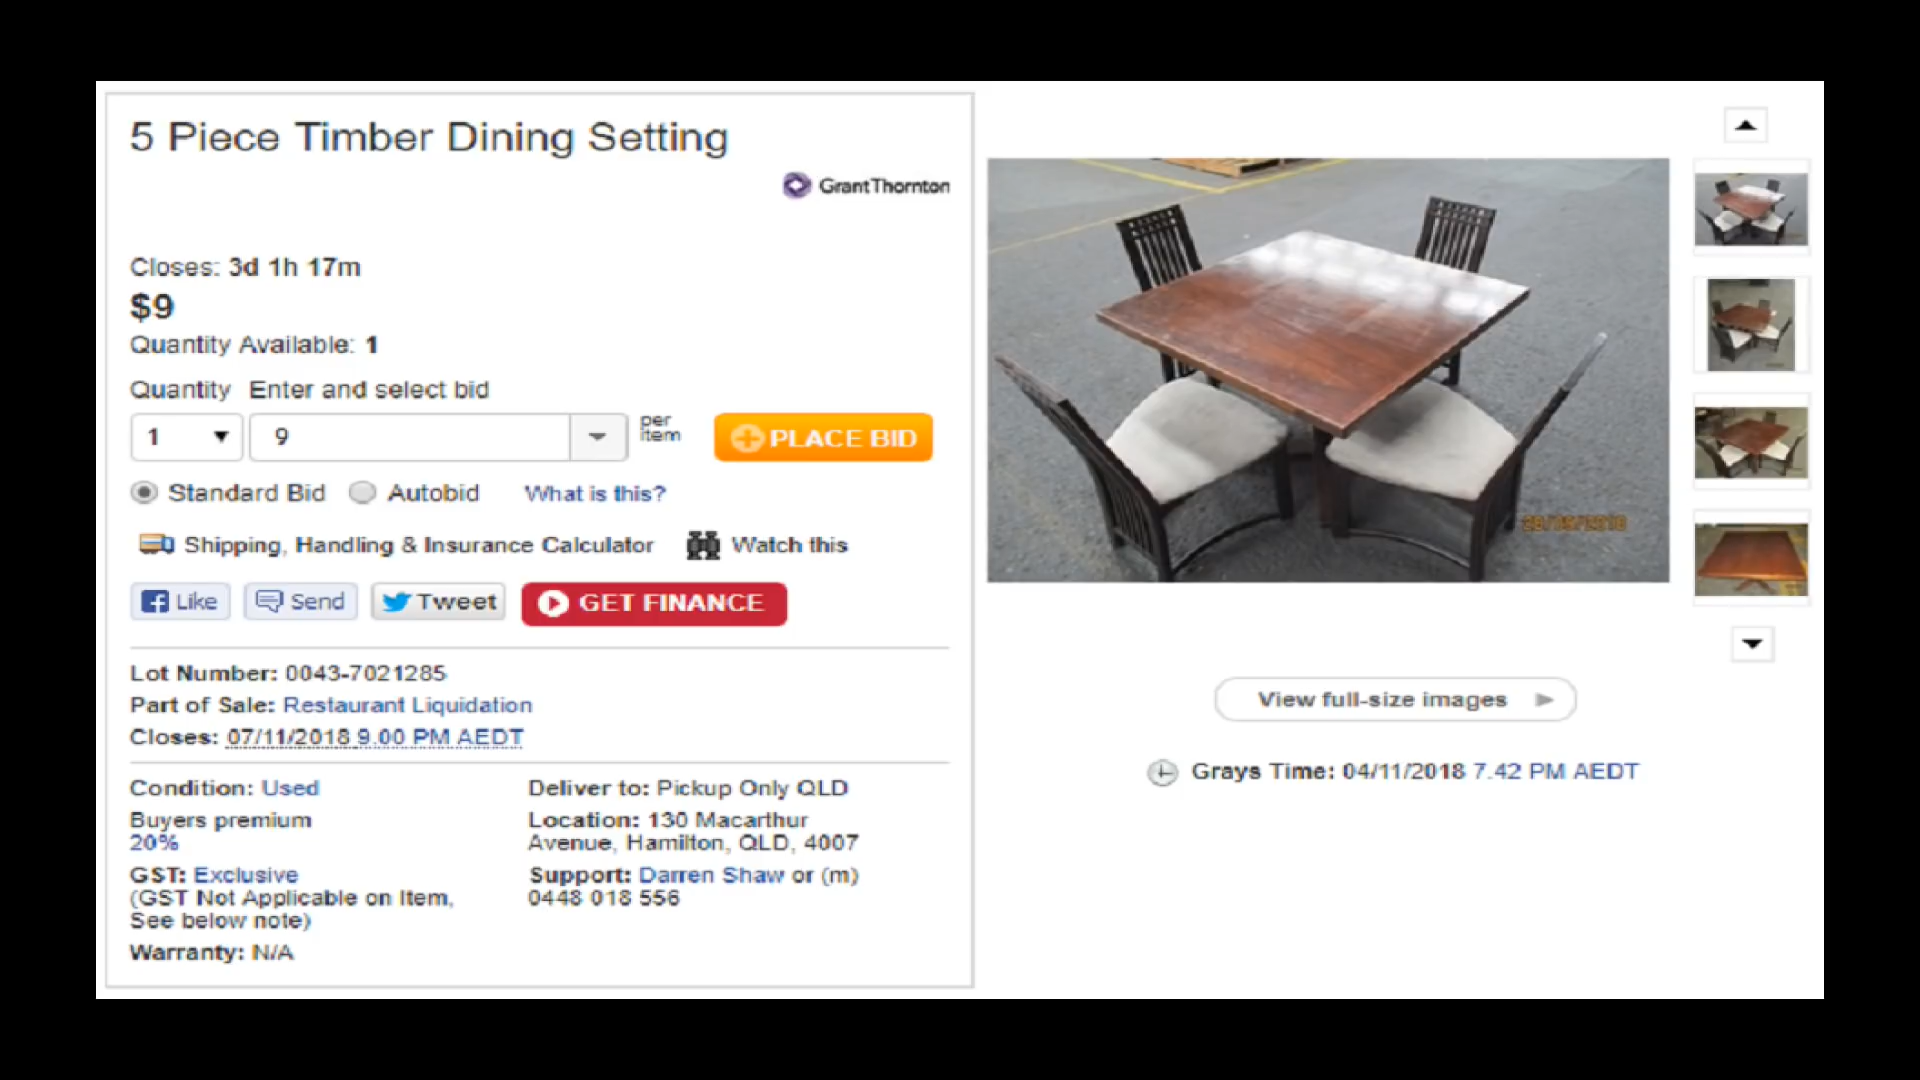 5 Piece Timber Dining Setting
GrantThornton
Closes: 3d 1h 17m
$9
Quantity Available: 1
Quantity Enter and select bid
1 9 per item PLACE BID
Standard Bid Autobid What is this?
Shipping, Handling & Insurance Calculator Watch this
Like Send Tweet GET FINANCE
Lot Number: 0043-7021285
Part of Sale: Restaurant Liquidation
Closes: 07/11/2018 9.00 PM AEDT
Condition: Used
Buyers premium
20%
GST: Exclusive
(GST Not Applicable on Item,
See below note)
Warranty: N/A
Deliver to: Pickup Only QLD
Location: 130 Macarthur
Avenue, Hamilton, QLD, 4007
Support: Darren Shaw or (m)
0448 018 556
View full-size images
Grays Time: 04/11/2018 7.42 PM AEDT